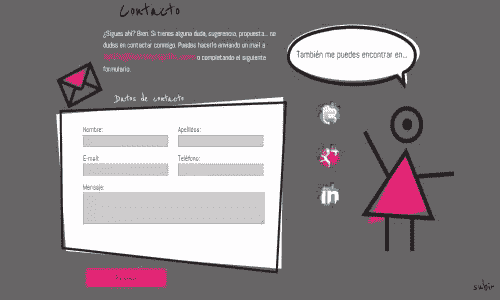 Contacto
¿Sigues ahí? Bien. Si tienes alguna duda, sugerencia, propuesta... no
dudes en contactar conmigo. Puedes hacerlo enviando un mail a
o completando el siguiente
formulario.
También me puedes encontrar en...
Datos de contacto
Nombre:
Apellidos:
E-mail:
Teléfono:
Mensaje:
in
subir